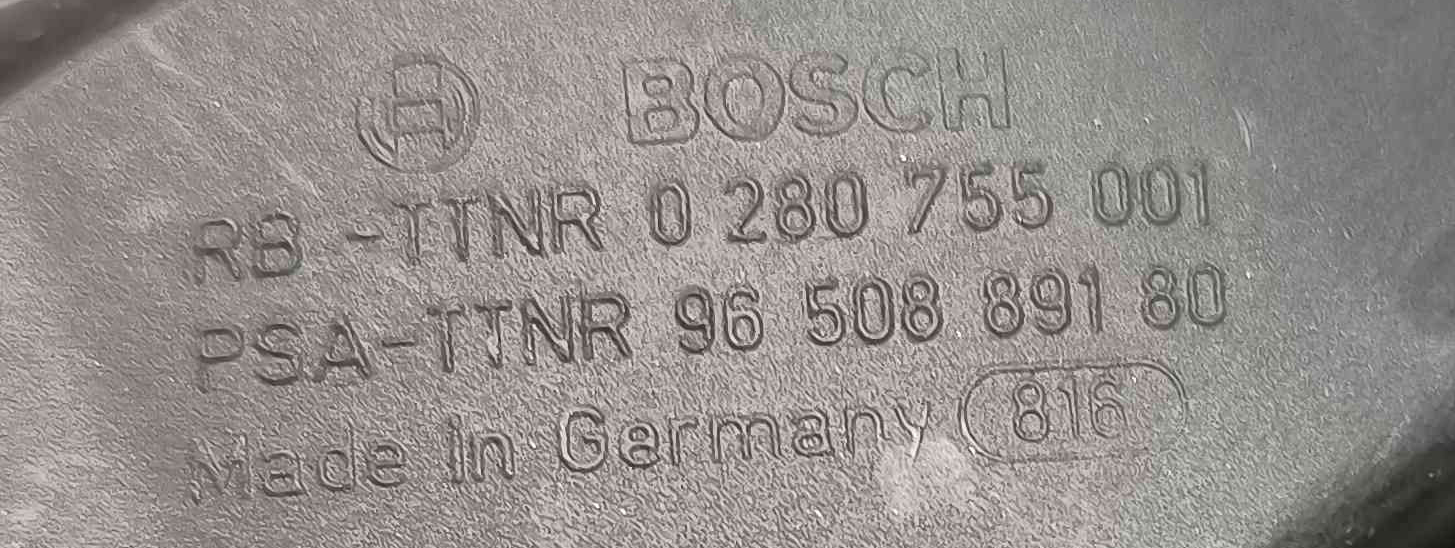 BOSCH
RB-TTNR 0 280 755 001
PSA-TTNR 96 508 891 80
Made In Germany 816